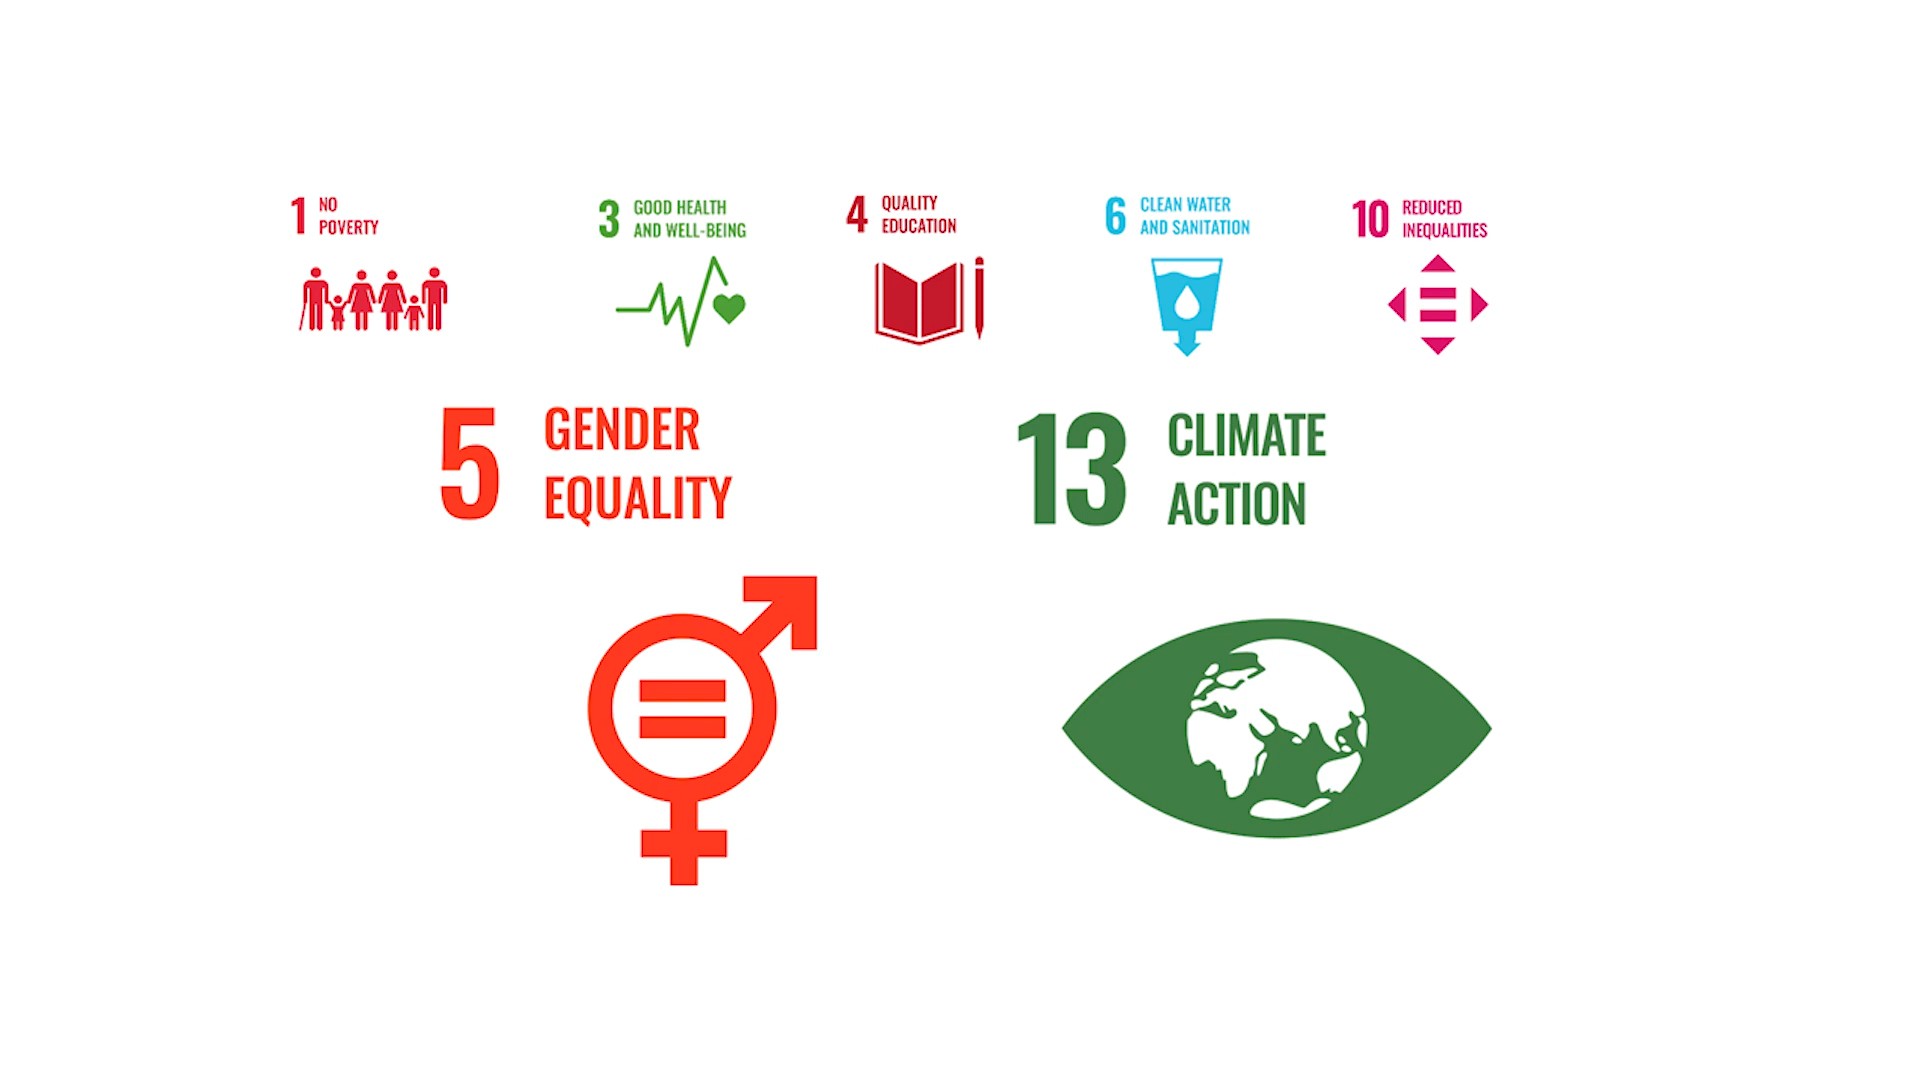 1 NO
POVERTY
3 GOOD HEALTH
AND WELL-BEING
4 QUALITY
EDUCATION
6 CLEAN WATER
AND SANITATION
10 REDUCED
INEQUALITIES
5 GENDER
EQUALITY
13 CLIMATE
ACTION